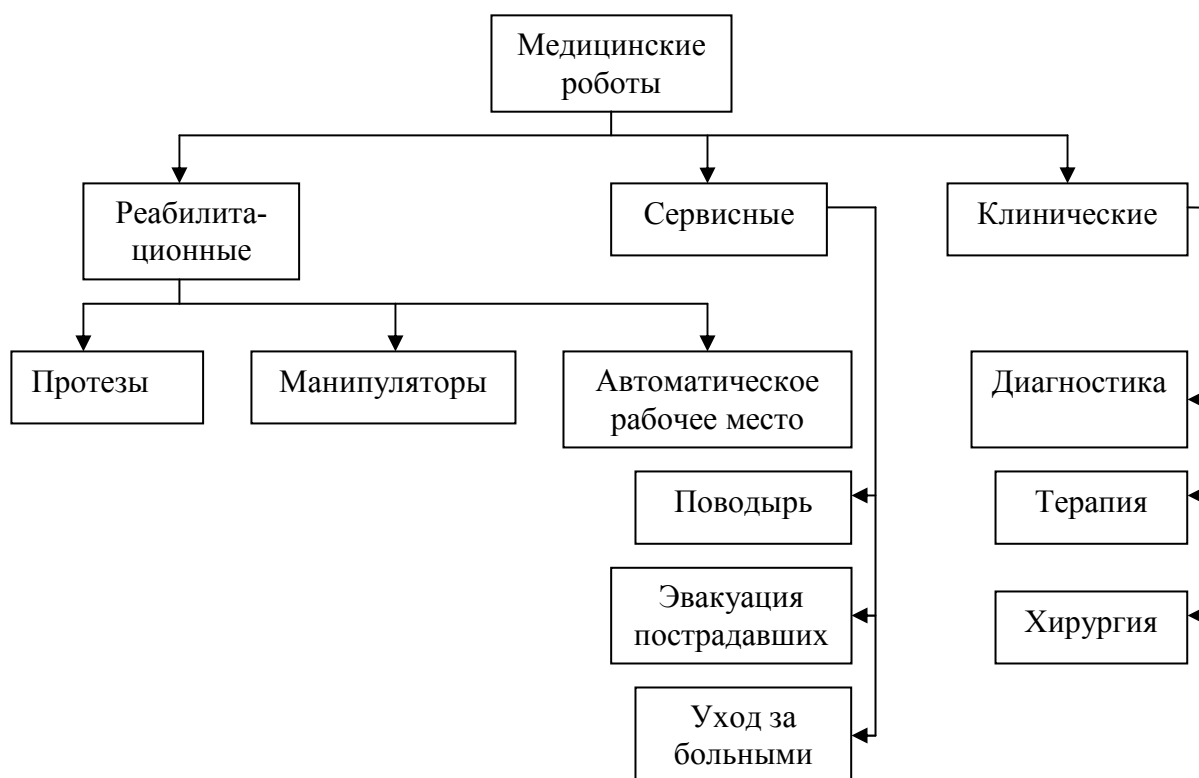 Медицинские
роботы
Реабилита-
ционные
Сервисные
Клинические
Протезы
Манипуляторы
Автоматическое
рабочее место
Диагностика
Поводырь
Терапия
Эвакуация
пострадавших
Хирургия
Уход за
больными